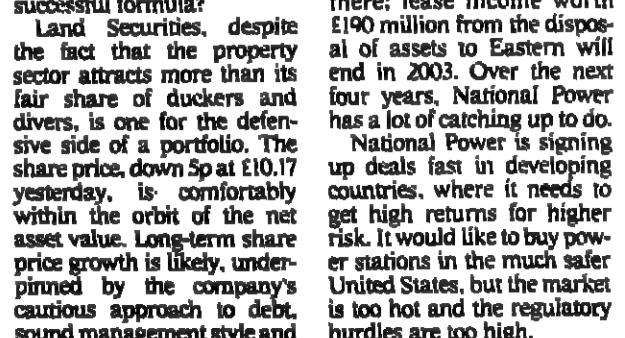 successful formula?
Land Securities, despite
the fact that the property
sector attracts more than its
fair share of duckers and
divers, is one for the defen-
sive side of a portfolio. The
share price, down 5p at £10.17
yesterday, is comfortably
within the orbit of the net
asset value. Long-term share
price growth is likely, under-
pinned by the company's
cautious approach to debt,
sound management style and
there; lease income worth
£190 million from the dispos-
al of assets to Eastern will
end in 2003. Over the next
four years, National Power
has a lot of catching up to do.
National Power is signing
up deals fast in developing
countries, where it needs to
get high returns for higher
risk. It would like to buy pow-
er stations in the much safer
United States, but the market
is too hot and the regulatory
hurdles are too high.